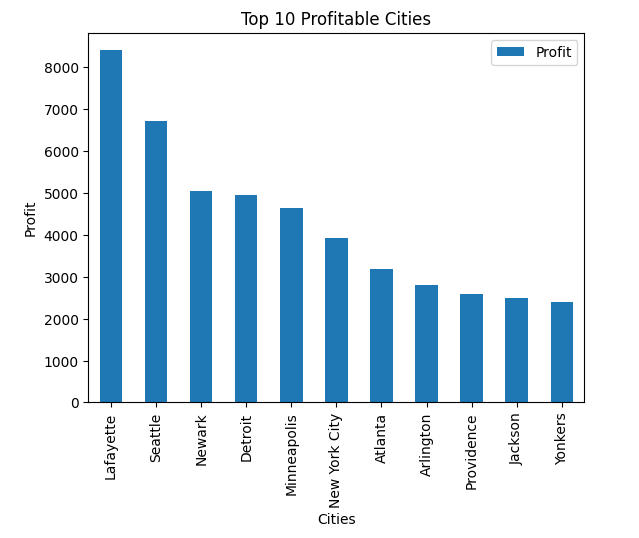 Top 10 Profitable Cities
Profit
Profit
8000
7000
6000
5000
4000
3000
2000
1000
0
Lafayette
Seattle
Newark
Detroit
Minneapolis
New York City
Atlanta
Arlington
Providence
Jackson
Yonkers
Cities